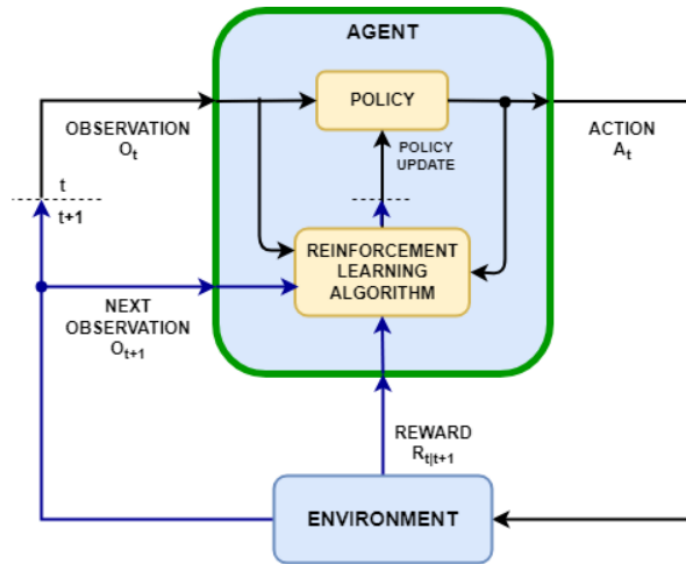 AGENT
POLICY
OBSERVATION
Ot
ACTION
At
POLICY
UPDATE
t
t+1
REINFORCEMENT
LEARNING
ALGORITHM
NEXT
OBSERVATION
Ot+1
REWARD
Rt|t+1
ENVIRONMENT